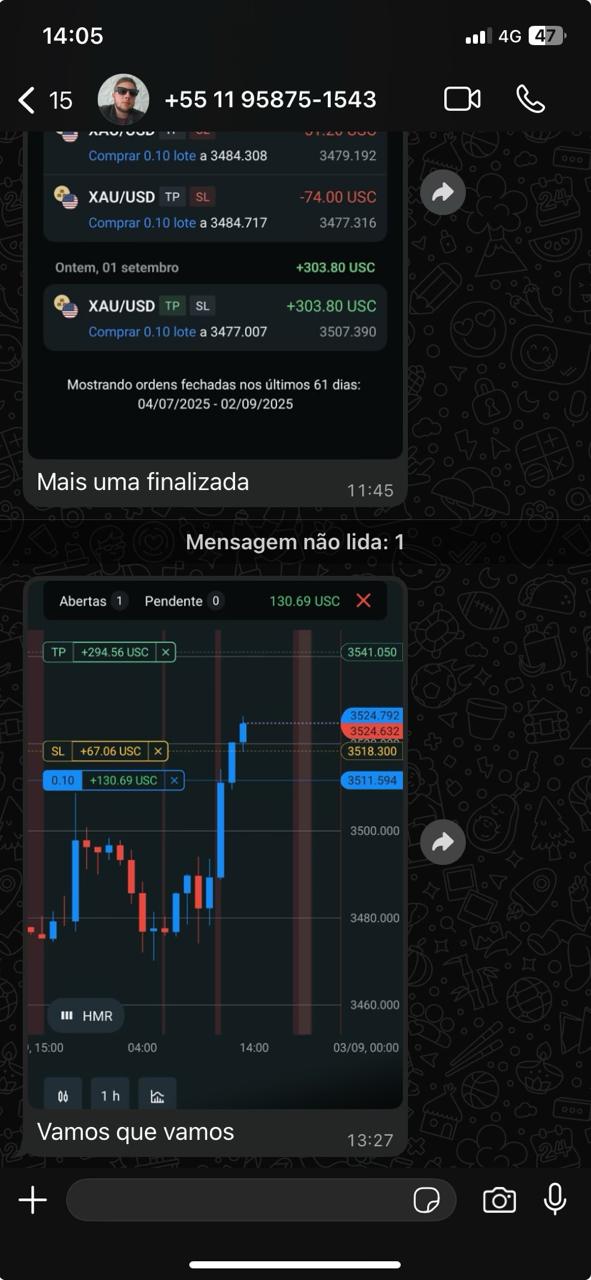 14:05
4G 47
15 +55 11 95875-1543
XAU/USD TP SL -51.20 USC
Comprar 0.10 lote a 3484.308 3479.192
XAU/USD TP SL -74.00 USC
Comprar 0.10 lote a 3484.717 3477.316
Ontem, 01 setembro +303.80 USC
XAU/USD TP SL +303.80 USC
Comprar 0.10 lote a 3477.007 3507.390
Mostrando ordens fechadas nos últimos 61 dias:
04/07/2025 - 02/09/2025
Mais uma finalizada
11:45
Mensagem não lida: 1
Abertas 1 Pendente 0 130.69 USC
TP +294.56 USC 3541.050
3524.792
3524.632
SL +67.06 USC 3518.300
0.10 +130.69 USC 3511.594
3500.000
3480.000
3460.000
HMR
, 15:00 04:00 14:00 03/09, 00:00
1 h
Vamos que vamos
13:27